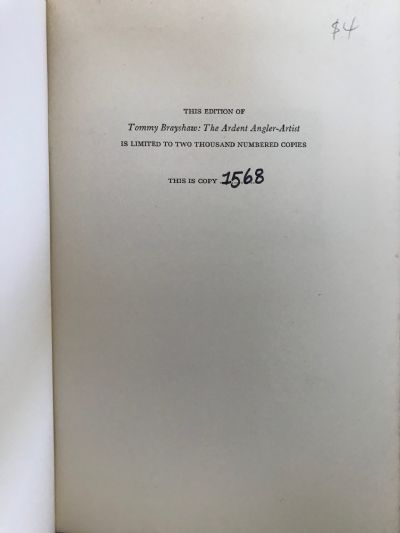 $4
THIS EDITION OF
Tommy Brayshaw: The Ardent Angler-Artist
IS LIMITED TO TWO THOUSAND NUMBERED COPIES
THIS IS COPY 1568